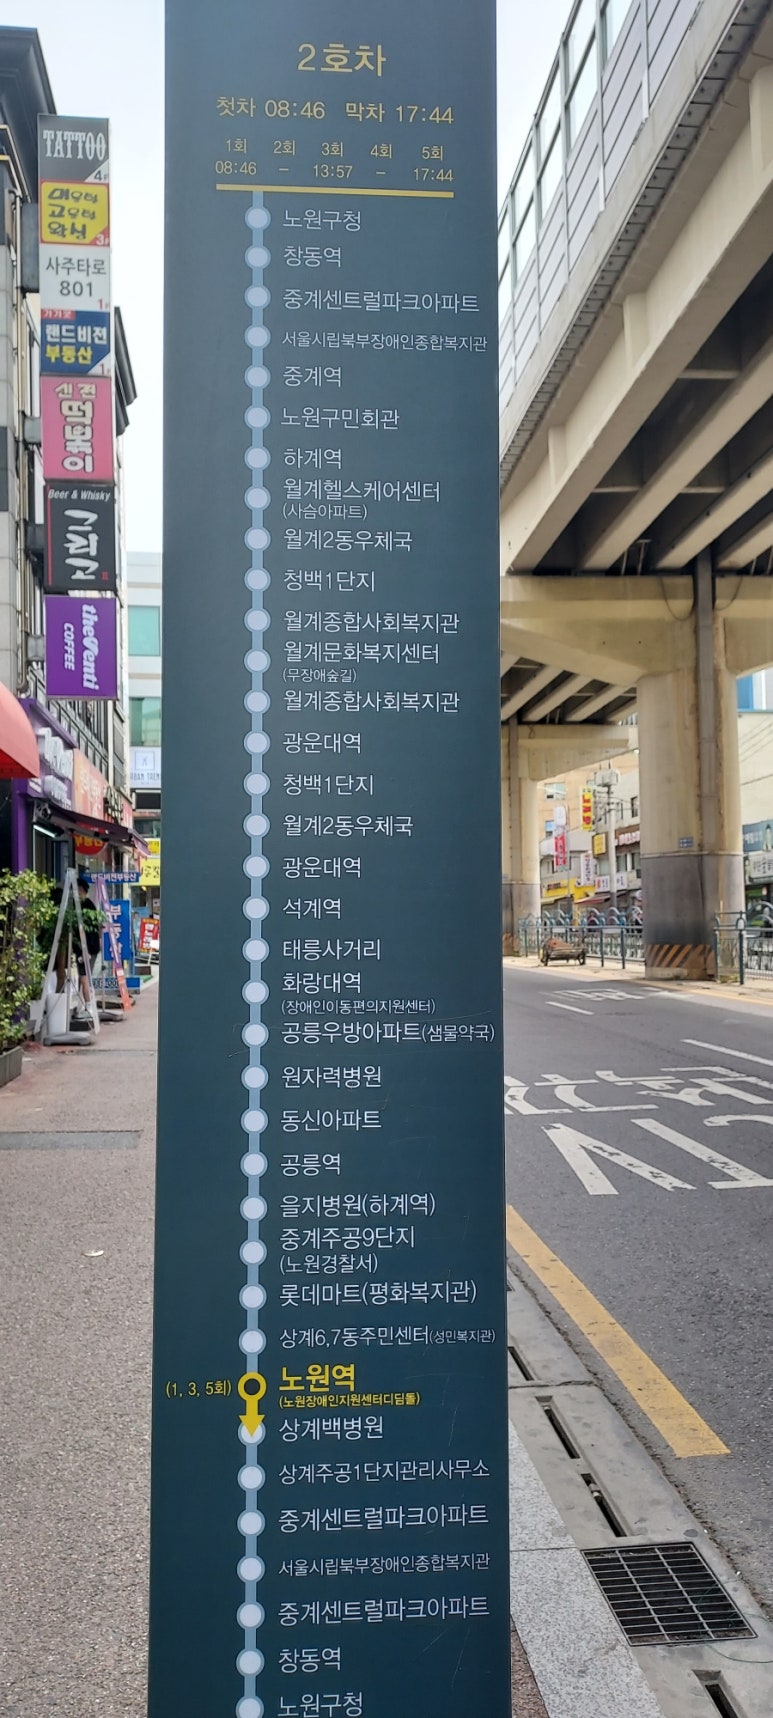 2호차
첫차 08:46 막차 17:44
1회 2회 3회 4회 5회
08:46 – 13:57 – 17:44
노원구청
창동역
중계센트럴파크아파트
서울시립북부장애인종합복지관
중계역
노원구민회관
하계역
월계헬스케어센터
(사슴아파트)
월계2동우체국
청백1단지
월계종합사회복지관
월계문화복지센터
(무장애숲길)
월계종합사회복지관
광운대역
청백1단지
월계2동우체국
광운대역
석계역
태릉사거리
화랑대역
(장애인이동편의지원센터)
공릉우방아파트(샘물약국)
원자력병원
동신아파트
공릉역
을지병원(하계역)
중계주공9단지
(노원경찰서)
롯데마트(평화복지관)
상계6,7동주민센터(성민복지관)
(1, 3, 5회) 노원역
(노원장애인지원센터디딤돌)
상계백병원
상계주공1단지관리사무소
중계센트럴파크아파트
서울시립북부장애인종합복지관
중계센트럴파크아파트
창동역
노원구청
TATTOO
4F
3F
사주타로
801
1F
랜드비젼
부동산
신전
떡볶이
Beer & Whisky
그리고
theVenti
COFFEE
부동산